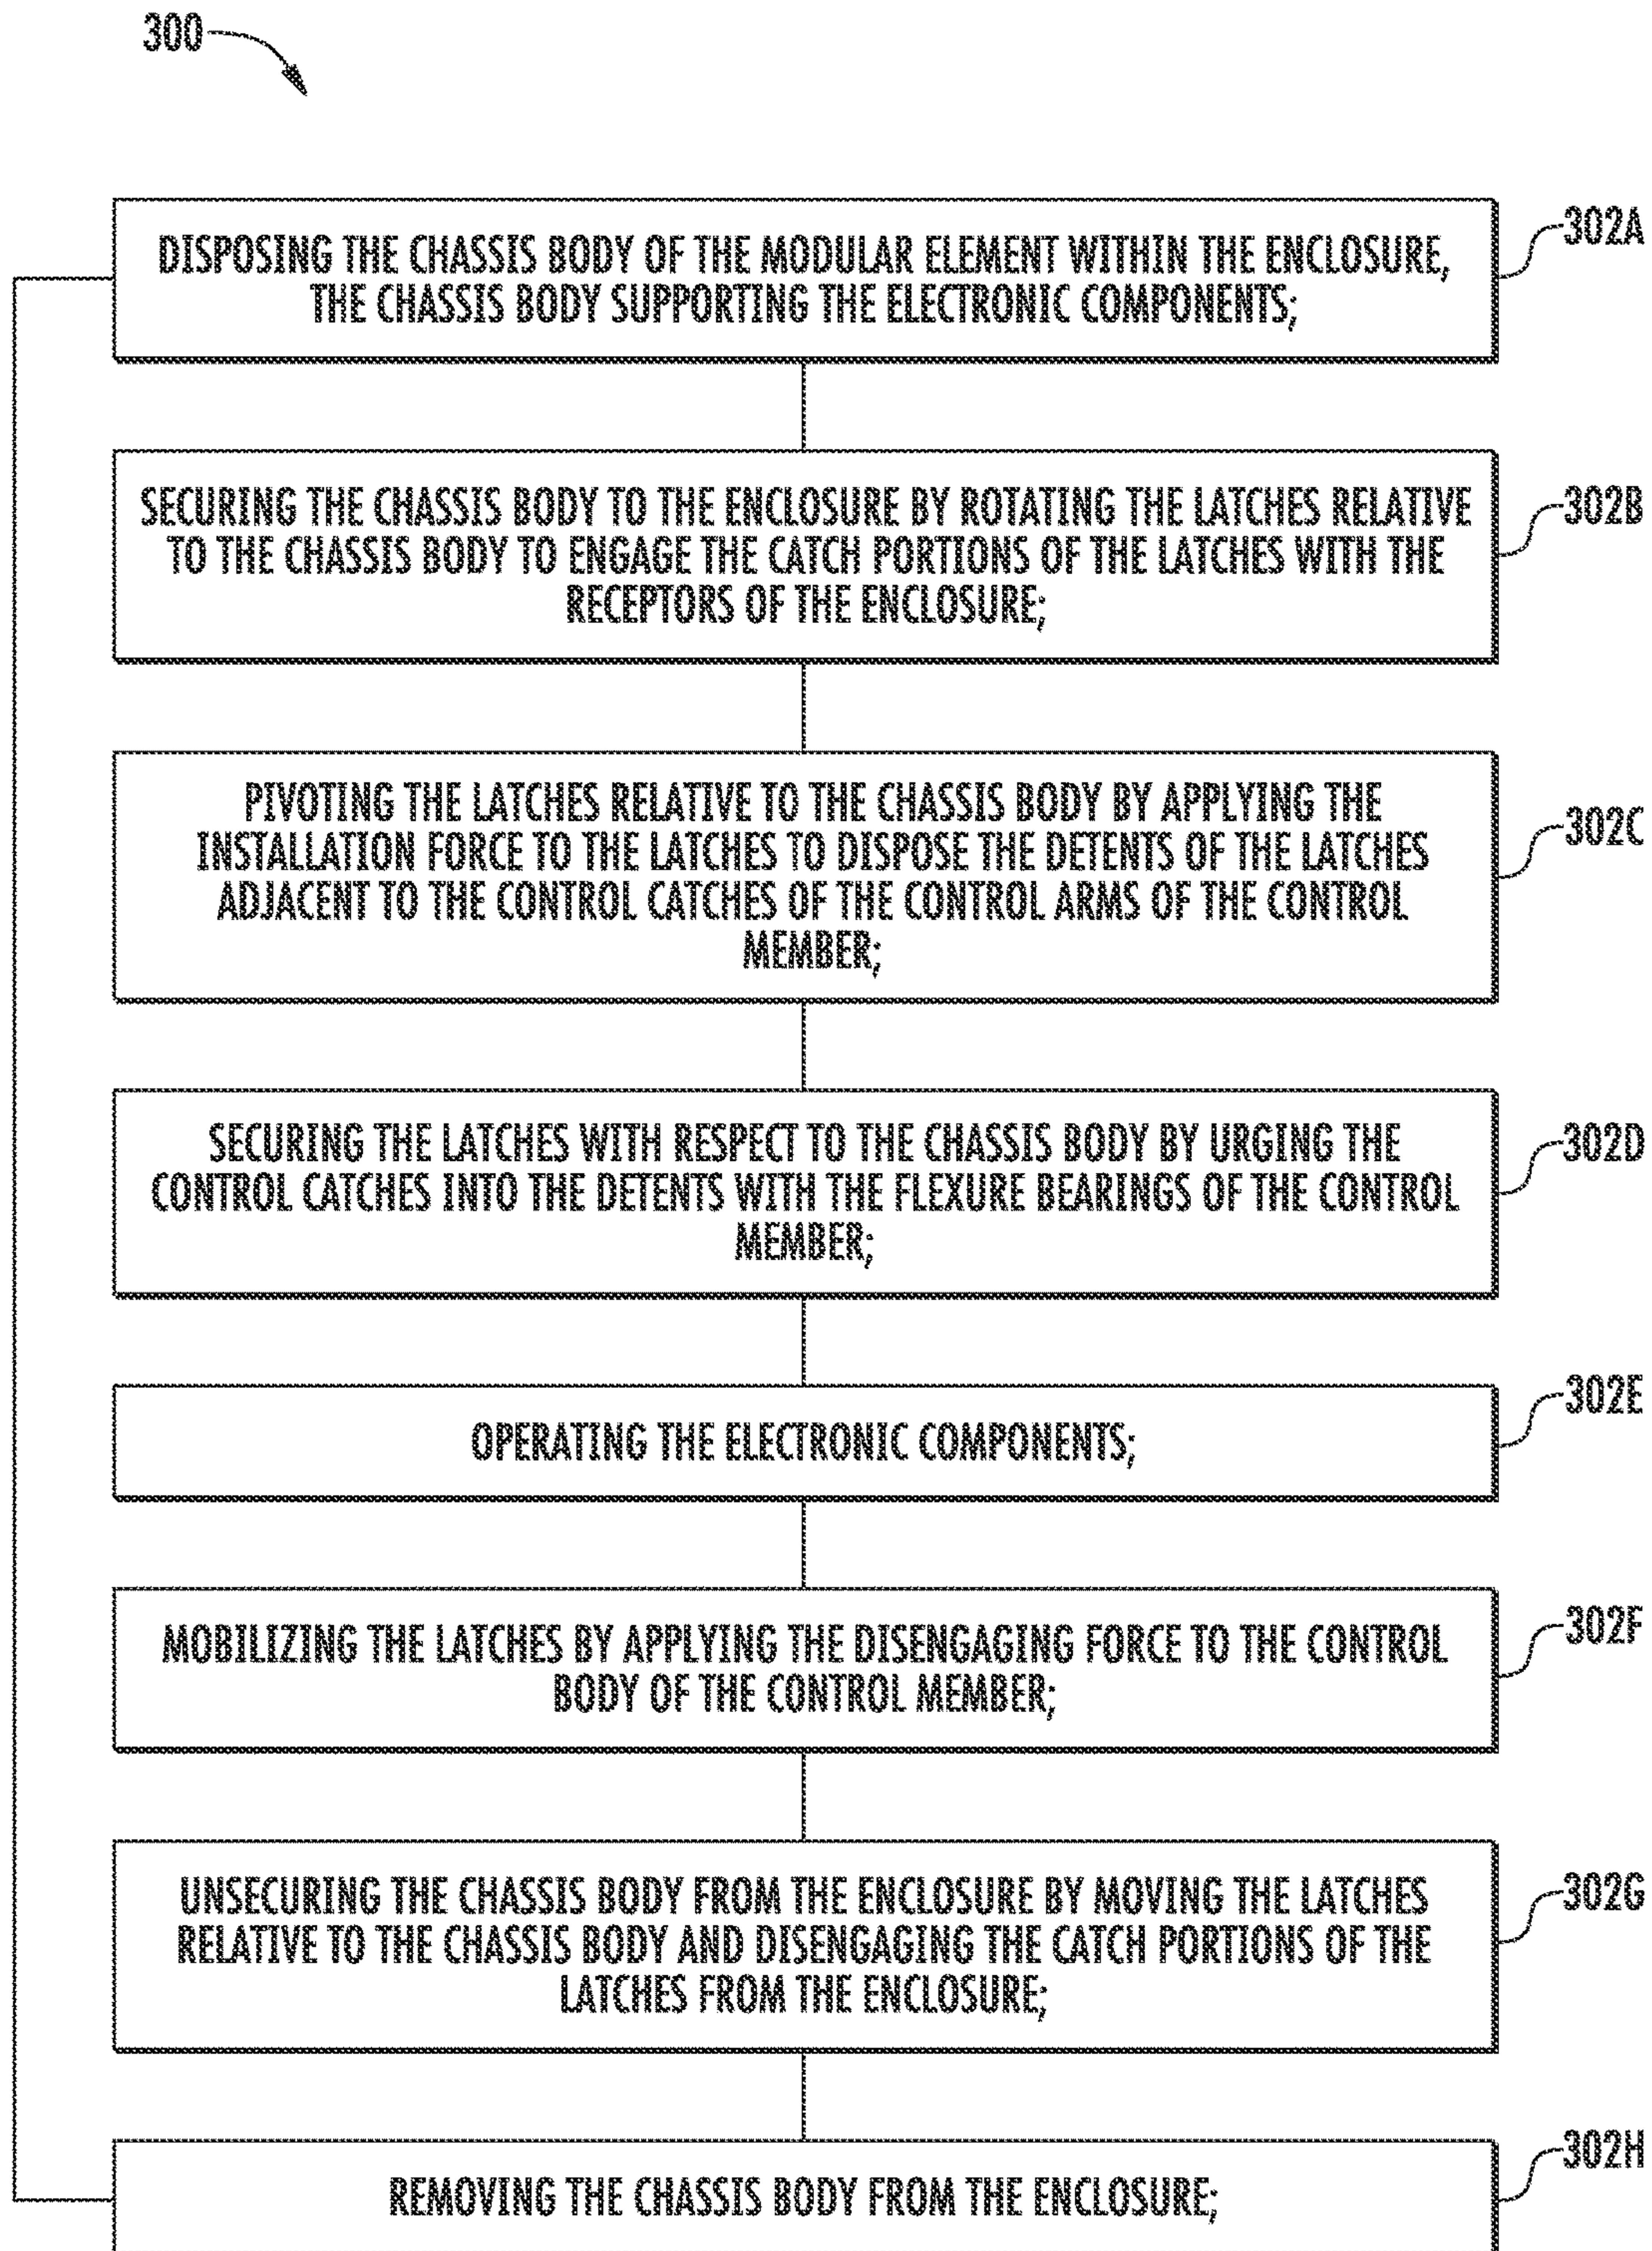 300
DISPOSING THE CHASSIS BODY OF THE MODULAR ELEMENT WITHIN THE ENCLOSURE,
THE CHASSIS BODY SUPPORTING THE ELECTRONIC COMPONENTS;
302A
SECURING THE CHASSIS BODY TO THE ENCLOSURE BY ROTATING THE LATCHES RELATIVE
TO THE CHASSIS BODY TO ENGAGE THE CATCH PORTIONS OF THE LATCHES WITH THE
RECEPTORS OF THE ENCLOSURE;
302B
PIVOTING THE LATCHES RELATIVE TO THE CHASSIS BODY BY APPLYING THE
INSTALLATION FORCE TO THE LATCHES TO DISPOSE THE DETENTS OF THE LATCHES
ADJACENT TO THE CONTROL CATCHES OF THE CONTROL ARMS OF THE CONTROL
MEMBER;
302C
SECURING THE LATCHES WITH RESPECT TO THE CHASSIS BODY BY URGING THE
CONTROL CATCHES INTO THE DETENTS WITH THE FLEXURE BEARINGS OF THE CONTROL
MEMBER;
302D
OPERATING THE ELECTRONIC COMPONENTS;
302E
MOBILIZING THE LATCHES BY APPLYING THE DISENGAGING FORCE TO THE CONTROL
BODY OF THE CONTROL MEMBER;
302F
UNSECURING THE CHASSIS BODY FROM THE ENCLOSURE BY MOVING THE LATCHES
RELATIVE TO THE CHASSIS BODY AND DISENGAGING THE CATCH PORTIONS OF THE
LATCHES FROM THE ENCLOSURE;
302G
REMOVING THE CHASSIS BODY FROM THE ENCLOSURE;
302H